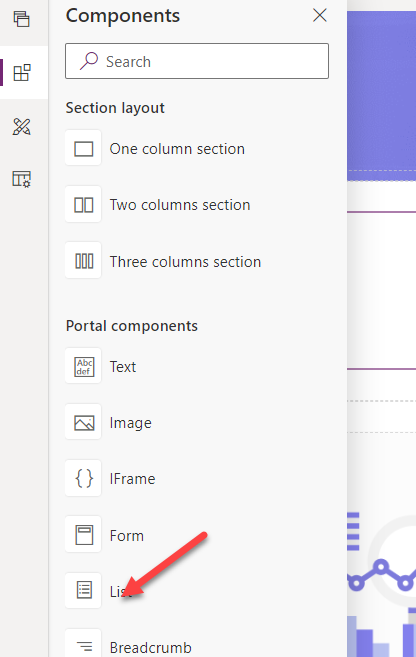 Components
Search
Section layout
One column section
Two columns section
Three columns section
Portal components
Abc
def
Text
Image
IFrame
Form
List
Breadcrumb